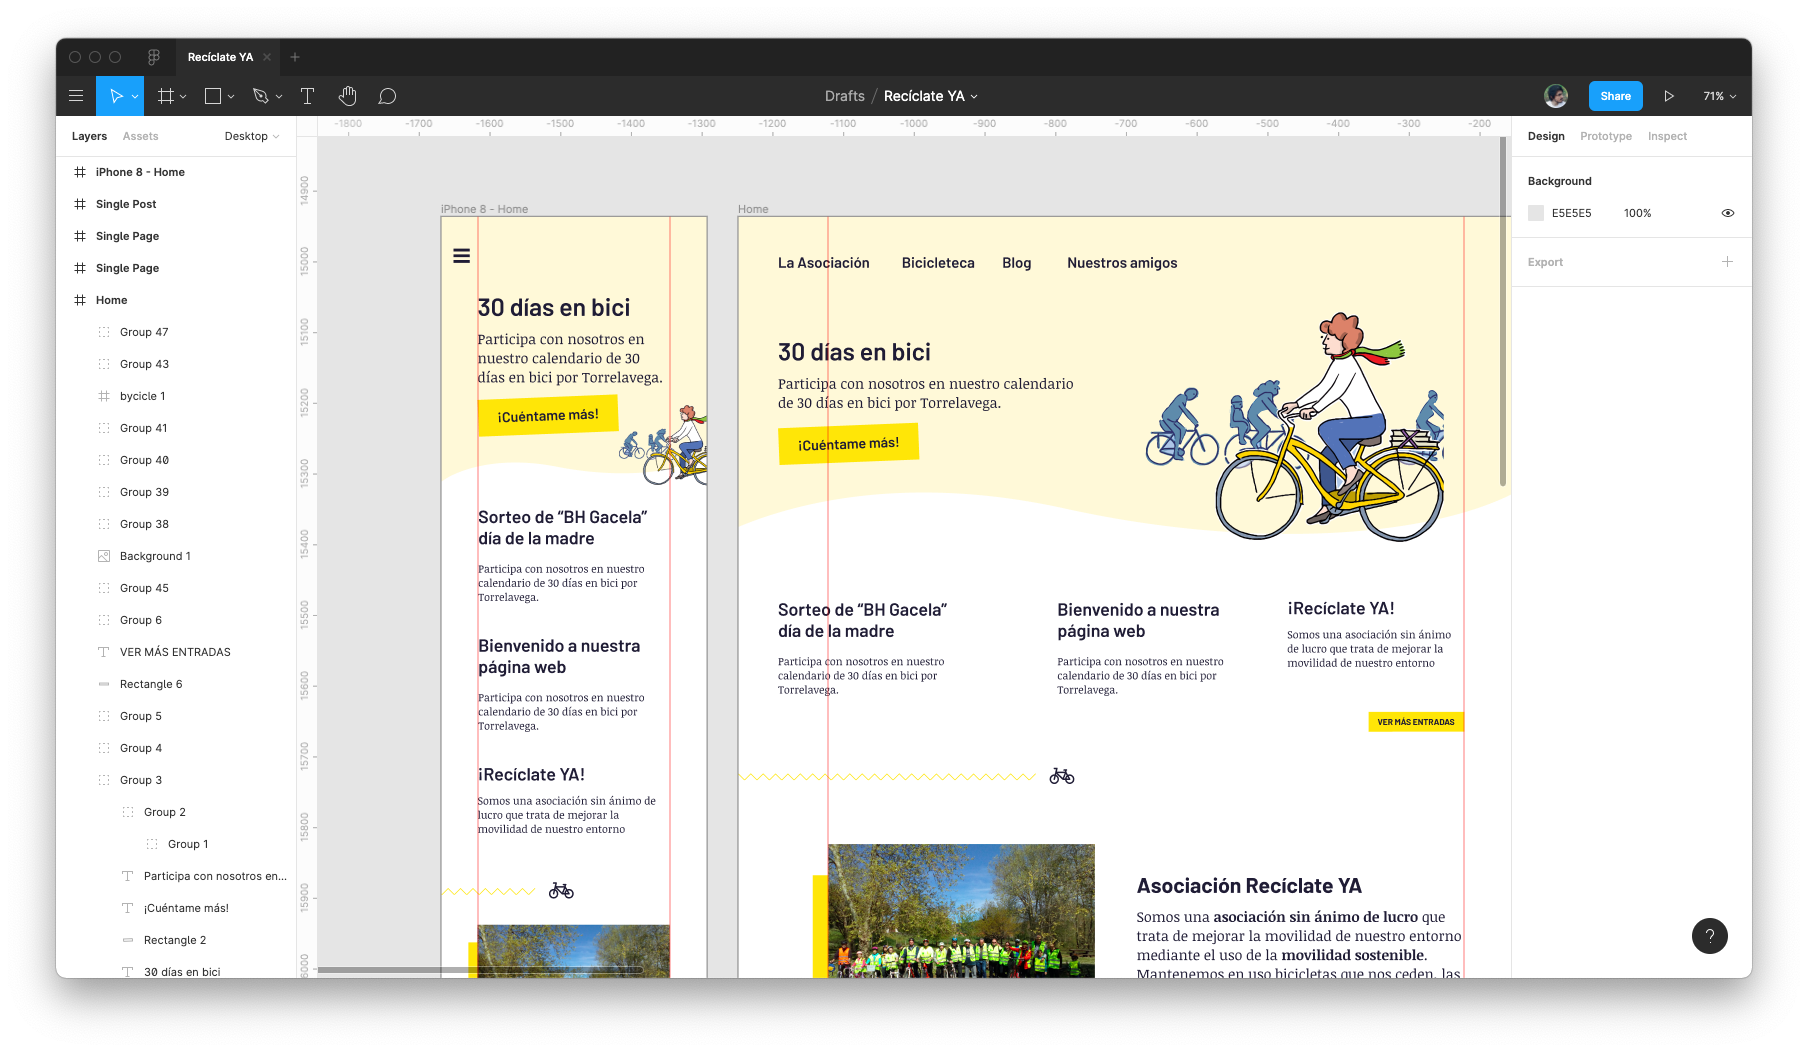 Recíclate YA
Drafts / Recíclate YA
Share
71%
Layers
Assets
Desktop
iPhone 8 - Home
Single Post
Single Page
Single Page
Home
Group 47
Group 43
bycicle 1
Group 41
Group 40
Group 39
Group 38
Background 1
Group 45
Group 6
VER MÁS ENTRADAS
Rectangle 6
Group 5
Group 4
Group 3
Group 2
Group 1
Participa con nosotros en...
¡Cuéntame más!
Rectangle 2
30 días en bici
-1800 -1700 -1600 -1500 -1400 -1300 -1200 -1100 -1000 -900 -800 -700 -600 -500 -400 -300 -200
14900
15000
15100
15200
15300
15400
15500
15600
15700
15800
15900
iPhone 8 - Home
30 días en bici
Participa con nosotros en
nuestro calendario de 30
días en bici por Torrelavega.
¡Cuéntame más!
Sorteo de “BH Gacela”
día de la madre
Participa con nosotros en nuestro
calendario de 30 días en bici por
Torrelavega.
Bienvenido a nuestra
página web
Participa con nosotros en nuestro
calendario de 30 días en bici por
Torrelavega.
¡Recíclate YA!
Somos una asociación sin ánimo de
lucro que trata de mejorar la
movilidad de nuestro entorno
Home
La Asociación
Bicicleteca
Blog
Nuestros amigos
30 días en bici
Participa con nosotros en nuestro calendario
de 30 días en bici por Torrelavega.
¡Cuéntame más!
Sorteo de “BH Gacela”
día de la madre
Participa con nosotros en nuestro
calendario de 30 días en bici por
Torrelavega.
Bienvenido a nuestra
página web
Participa con nosotros en nuestro
calendario de 30 días en bici por
Torrelavega.
¡Recíclate YA!
Somos una asociación sin ánimo
de lucro que trata de mejorar la
movilidad de nuestro entorno
VER MÁS ENTRADAS
Asociación Recíclate YA
Somos una asociación sin ánimo de lucro que
trata de mejorar la movilidad de nuestro entorno
mediante el uso de la movilidad sostenible.
Mantenemos en uso bicicletas que nos ceden, las
Design
Prototype
Inspect
Background
E5E5E5
100%
Export
?